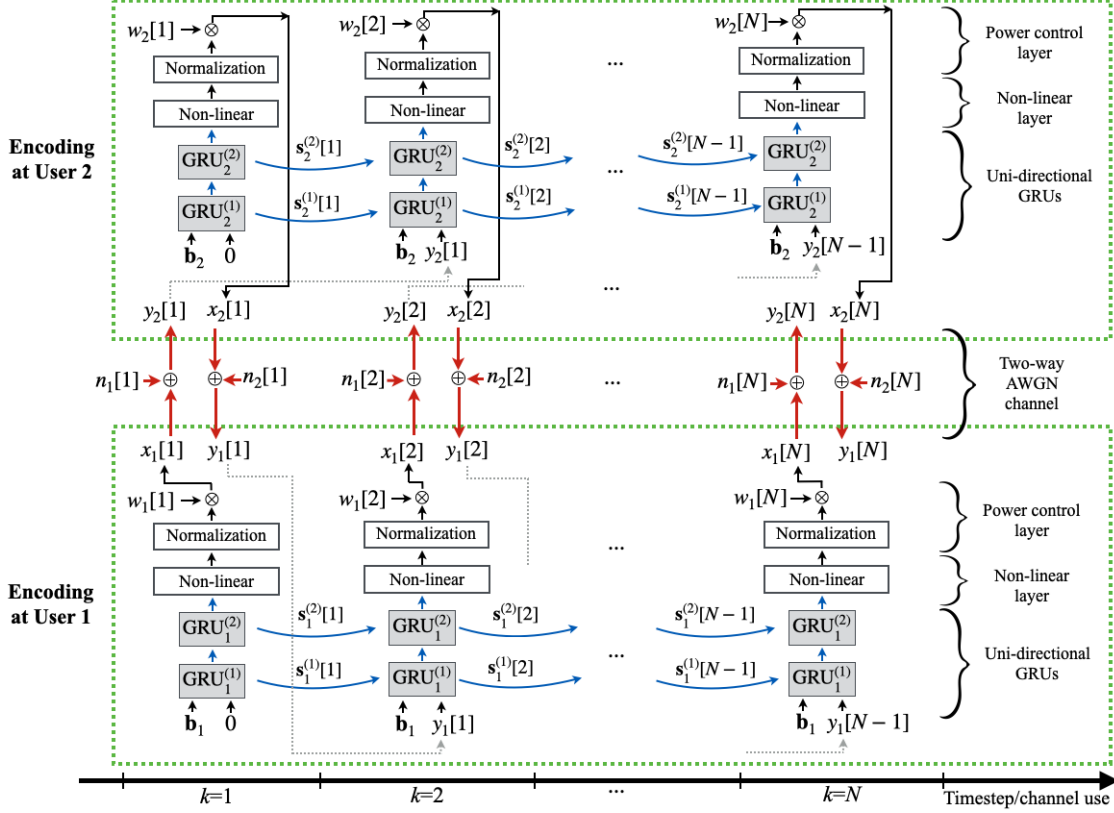 w₂[1] ⊗ w₂[2] ⊗ w₂[N] ⊗
Power control
layer
Normalization Normalization ... Normalization
Non-linear Non-linear Non-linear
Non-linear
layer
Encoding
at User 2
GRU₂⁽²⁾ s₂⁽²⁾[1] GRU₂⁽²⁾ s₂⁽²⁾[2] s₂⁽²⁾[N − 1] GRU₂⁽²⁾
...
Uni-directional
GRUs
GRU₂⁽¹⁾ s₂⁽¹⁾[1] GRU₂⁽¹⁾ s₂⁽¹⁾[2] s₂⁽¹⁾[N − 1] GRU₂⁽¹⁾
b₂ 0 b₂ y₂[1] b₂ y₂[N − 1]
...
y₂[1] x₂[1] y₂[2] x₂[2] y₂[N] x₂[N]
n₁[1] ⊕ ⊕ n₂[1] n₁[2] ⊕ ⊕ n₂[2] ... n₁[N] ⊕ ⊕ n₂[N]
Two-way
AWGN
channel
x₁[1] y₁[1] x₁[2] y₁[2] x₁[N] y₁[N]
w₁[1] ⊗ w₁[2] ⊗ w₁[N] ⊗
Power control
layer
Normalization Normalization ... Normalization
Non-linear Non-linear Non-linear
Non-linear
layer
Encoding
at User 1
GRU₁⁽²⁾ s₁⁽²⁾[1] GRU₁⁽²⁾ s₁⁽²⁾[2] s₁⁽²⁾[N − 1] GRU₁⁽²⁾
...
Uni-directional
GRUs
GRU₁⁽¹⁾ s₁⁽¹⁾[1] GRU₁⁽¹⁾ s₁⁽¹⁾[2] s₁⁽¹⁾[N − 1] GRU₁⁽¹⁾
b₁ 0 b₁ y₁[1] b₁ y₁[N − 1]
k=1 k=2 ... k=N Timestep/channel use